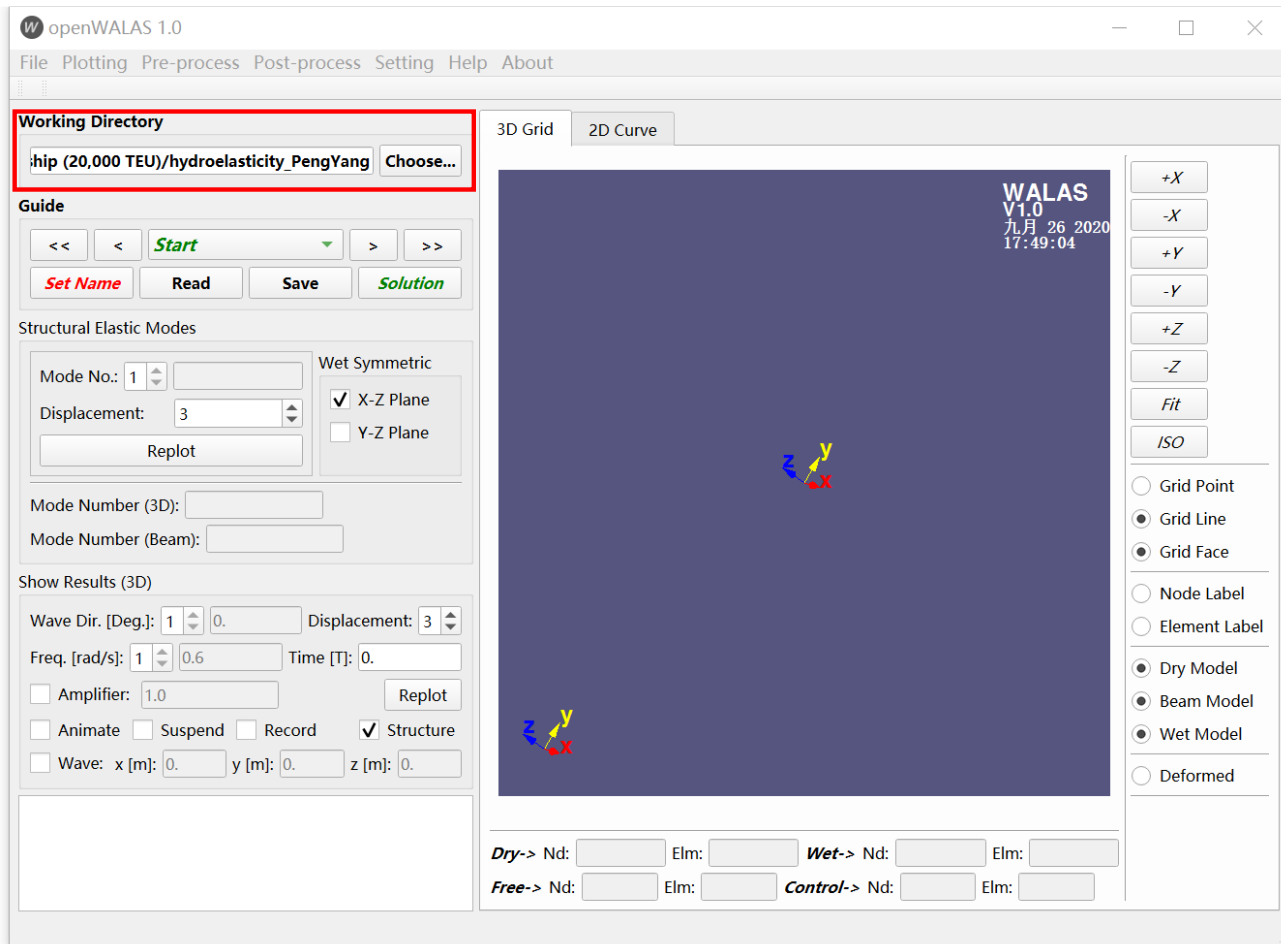 W openWALAS 1.0
File Plotting Pre-process Post-process Setting Help About
Working Directory
ship (20,000 TEU)/hydroelasticity_PengYang Choose...
Guide
<< < Start > >>
Set Name Read Save Solution
Structural Elastic Modes
Mode No.: 1
Displacement: 3
Replot
Wet Symmetric
X-Z Plane
Y-Z Plane
Mode Number (3D):
Mode Number (Beam):
Show Results (3D)
Wave Dir. [Deg.]: 1 0. Displacement: 3
Freq. [rad/s]: 1 0.6 Time [T]: 0.
Amplifier: 1.0 Replot
Animate Suspend Record Structure
Wave: x [m]: 0. y [m]: 0. z [m]: 0.
3D Grid 2D Curve
WALAS
V1.0
九月 26 2020
17:49:04
z y x
z y x
Dry-> Nd: Elm: Wet-> Nd: Elm:
Free-> Nd: Elm: Control-> Nd: Elm:
+X
-X
+Y
-Y
+Z
-Z
Fit
ISO
Grid Point
Grid Line
Grid Face
Node Label
Element Label
Dry Model
Beam Model
Wet Model
Deformed